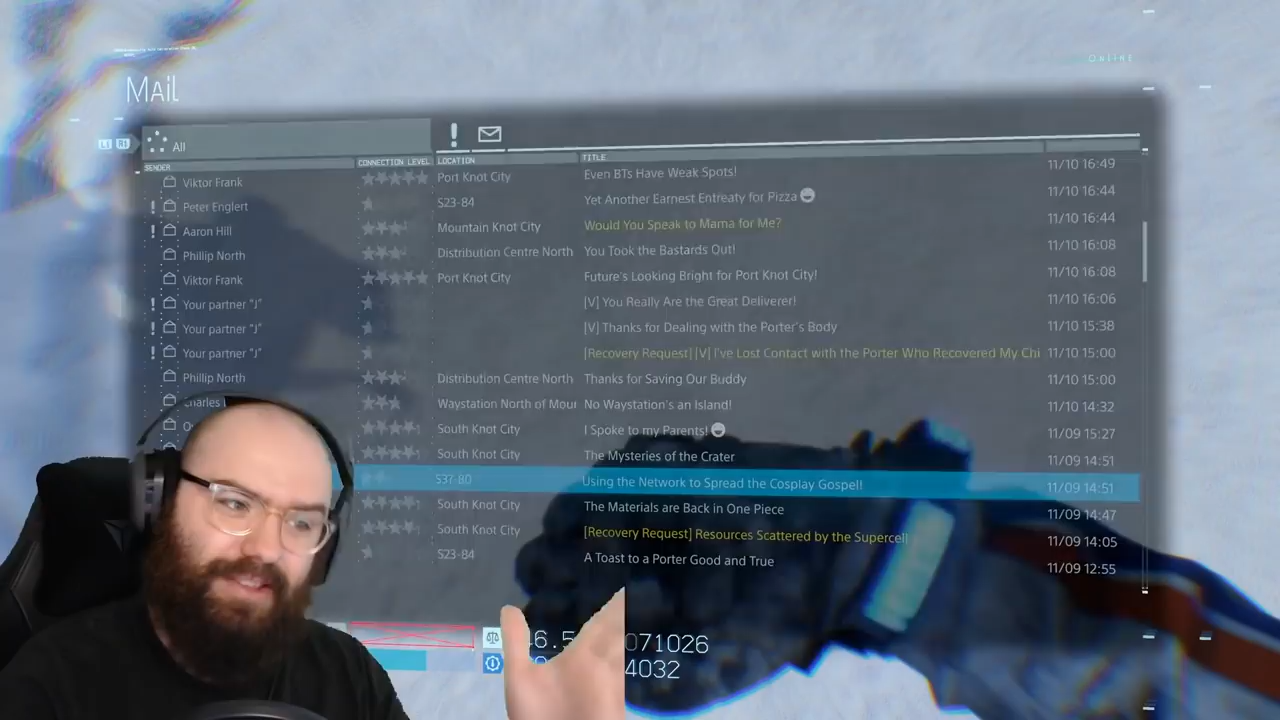 ONLINE
MAiL
L1 R1 All
SENDER CONNECTION LEVEL LOCATION TITLE
Viktor Frank Port Knot City Even BTs Have Weak Spots! 11/10 16:49
Peter Englert S23-84 Yet Another Earnest Entreaty for Pizza 11/10 16:44
Aaron Hill Mountain Knot City Would You Speak to Mama for Me? 11/10 16:44
Phillip North Distribution Centre North You Took the Bastards Out! 11/10 16:08
Viktor Frank Port Knot City Future's Looking Bright for Port Knot City! 11/10 16:08
Your partner "J" [V] You Really Are the Great Deliverer! 11/10 16:06
Your partner "J" [V] Thanks for Dealing with the Porter's Body 11/10 15:38
Your partner "J" [Recovery Request] [V] I've Lost Contact with the Porter Who Recovered My Chi 11/10 15:00
Phillip North Distribution Centre North Thanks for Saving Our Buddy 11/10 15:00
Charles Waystation North of Moun No Waystation's an Island! 11/10 14:32
South Knot City I Spoke to my Parents! 11/09 15:27
South Knot City The Mysteries of the Crater 11/09 14:51
S37-80 Using the Network to Spread the Cosplay Gospel! 11/09 14:51
South Knot City The Materials are Back in One Piece 11/09 14:47
South Knot City [Recovery Request] Resources Scattered by the Supercell 11/09 14:05
S23-84 A Toast to a Porter Good and True 11/09 12:55
071026
4032